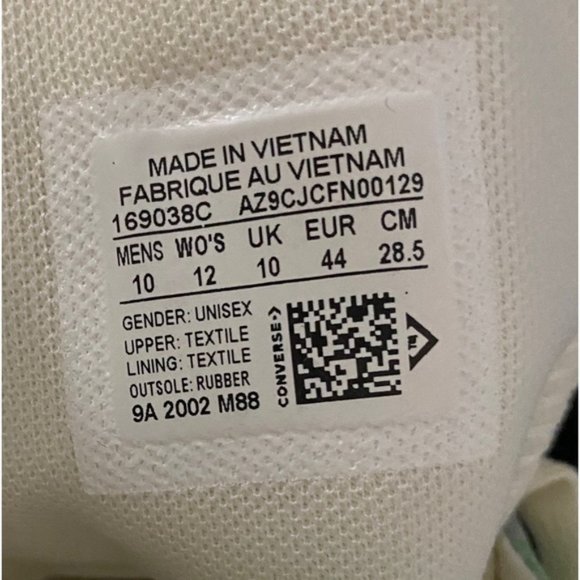 MADE IN VIETNAM
FABRIQUE AU VIETNAM
169038C AZ9CJCFN00129
MENS WO'S UK EUR CM
10 12 10 44 28.5
GENDER: UNISEX
UPPER: TEXTILE
LINING: TEXTILE
OUTSOLE: RUBBER
9A 2002 M88
CONVERSE
E